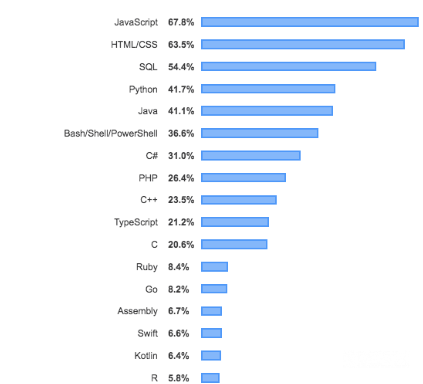 JavaScript 67.8%
HTML/CSS 63.5%
SQL 54.4%
Python 41.7%
Java 41.1%
Bash/Shell/PowerShell 36.6%
C# 31.0%
PHP 26.4%
C++ 23.5%
TypeScript 21.2%
C 20.6%
Ruby 8.4%
Go 8.2%
Assembly 6.7%
Swift 6.6%
Kotlin 6.4%
R 5.8%